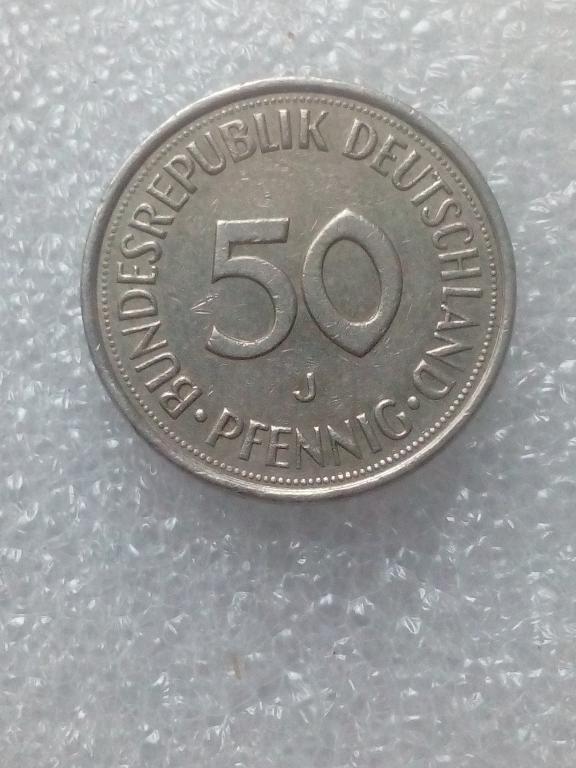 BUNDESREPUBLIK DEUTSCHLAND
50
J
· PFENNIG ·